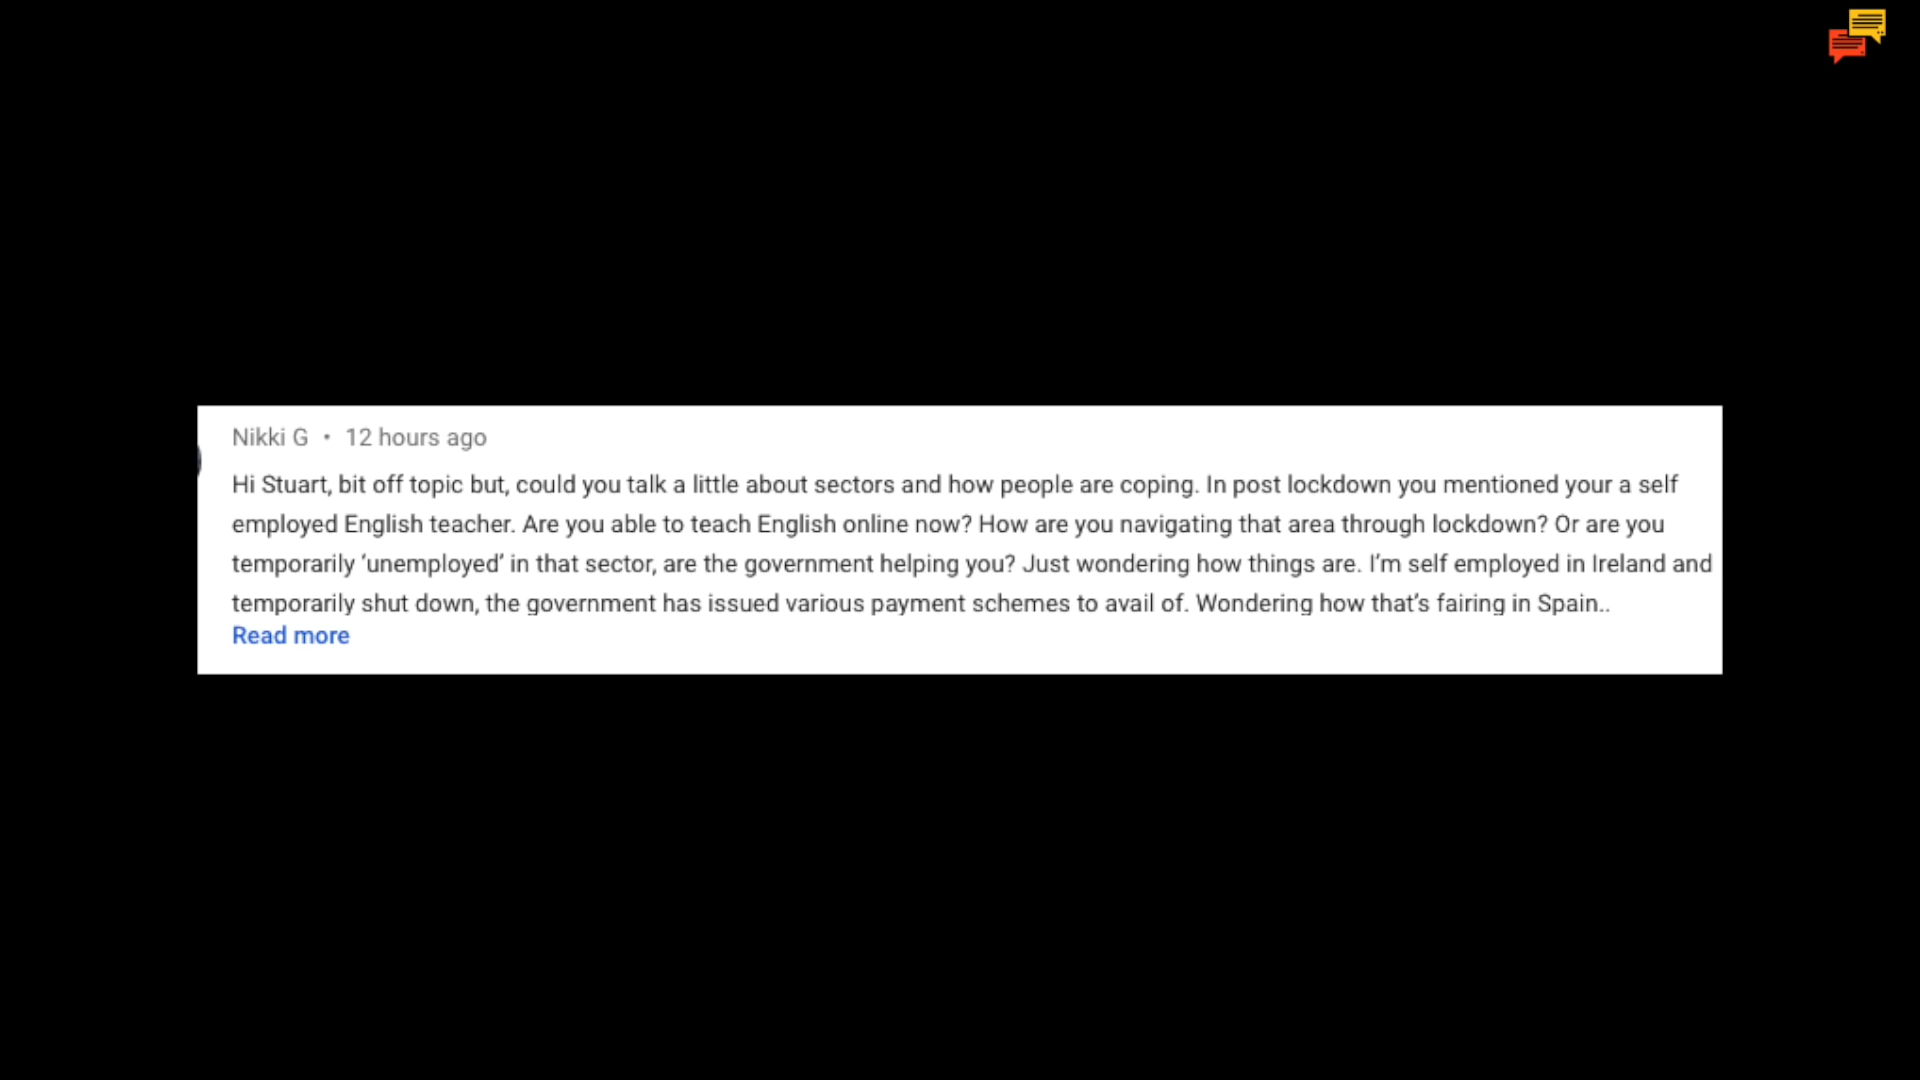 Nikki G • 12 hours ago
Hi Stuart, bit off topic but, could you talk a little about sectors and how people are coping. In post lockdown you mentioned your a self
employed English teacher. Are you able to teach English online now? How are you navigating that area through lockdown? Or are you
temporarily ‘unemployed’ in that sector, are the government helping you? Just wondering how things are. I’m self employed in Ireland and
temporarily shut down, the government has issued various payment schemes to avail of. Wondering how that’s fairing in Spain..
Read more